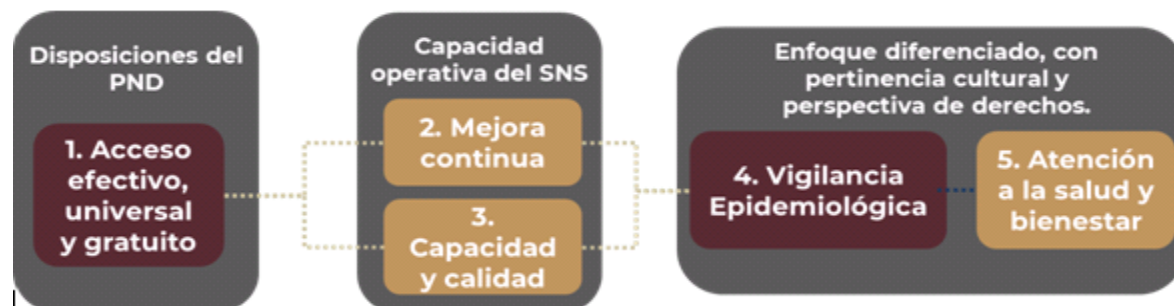 Disposiciones del
PND
1. Acceso
efectivo,
universal
y gratuito
Capacidad
operativa del SNS
2. Mejora
continua
3.
Capacidad
y calidad
Enfoque diferenciado, con
pertinencia cultural y
perspectiva de derechos.
4. Vigilancia
Epidemiológica
5. Atención
a la salud y
bienestar